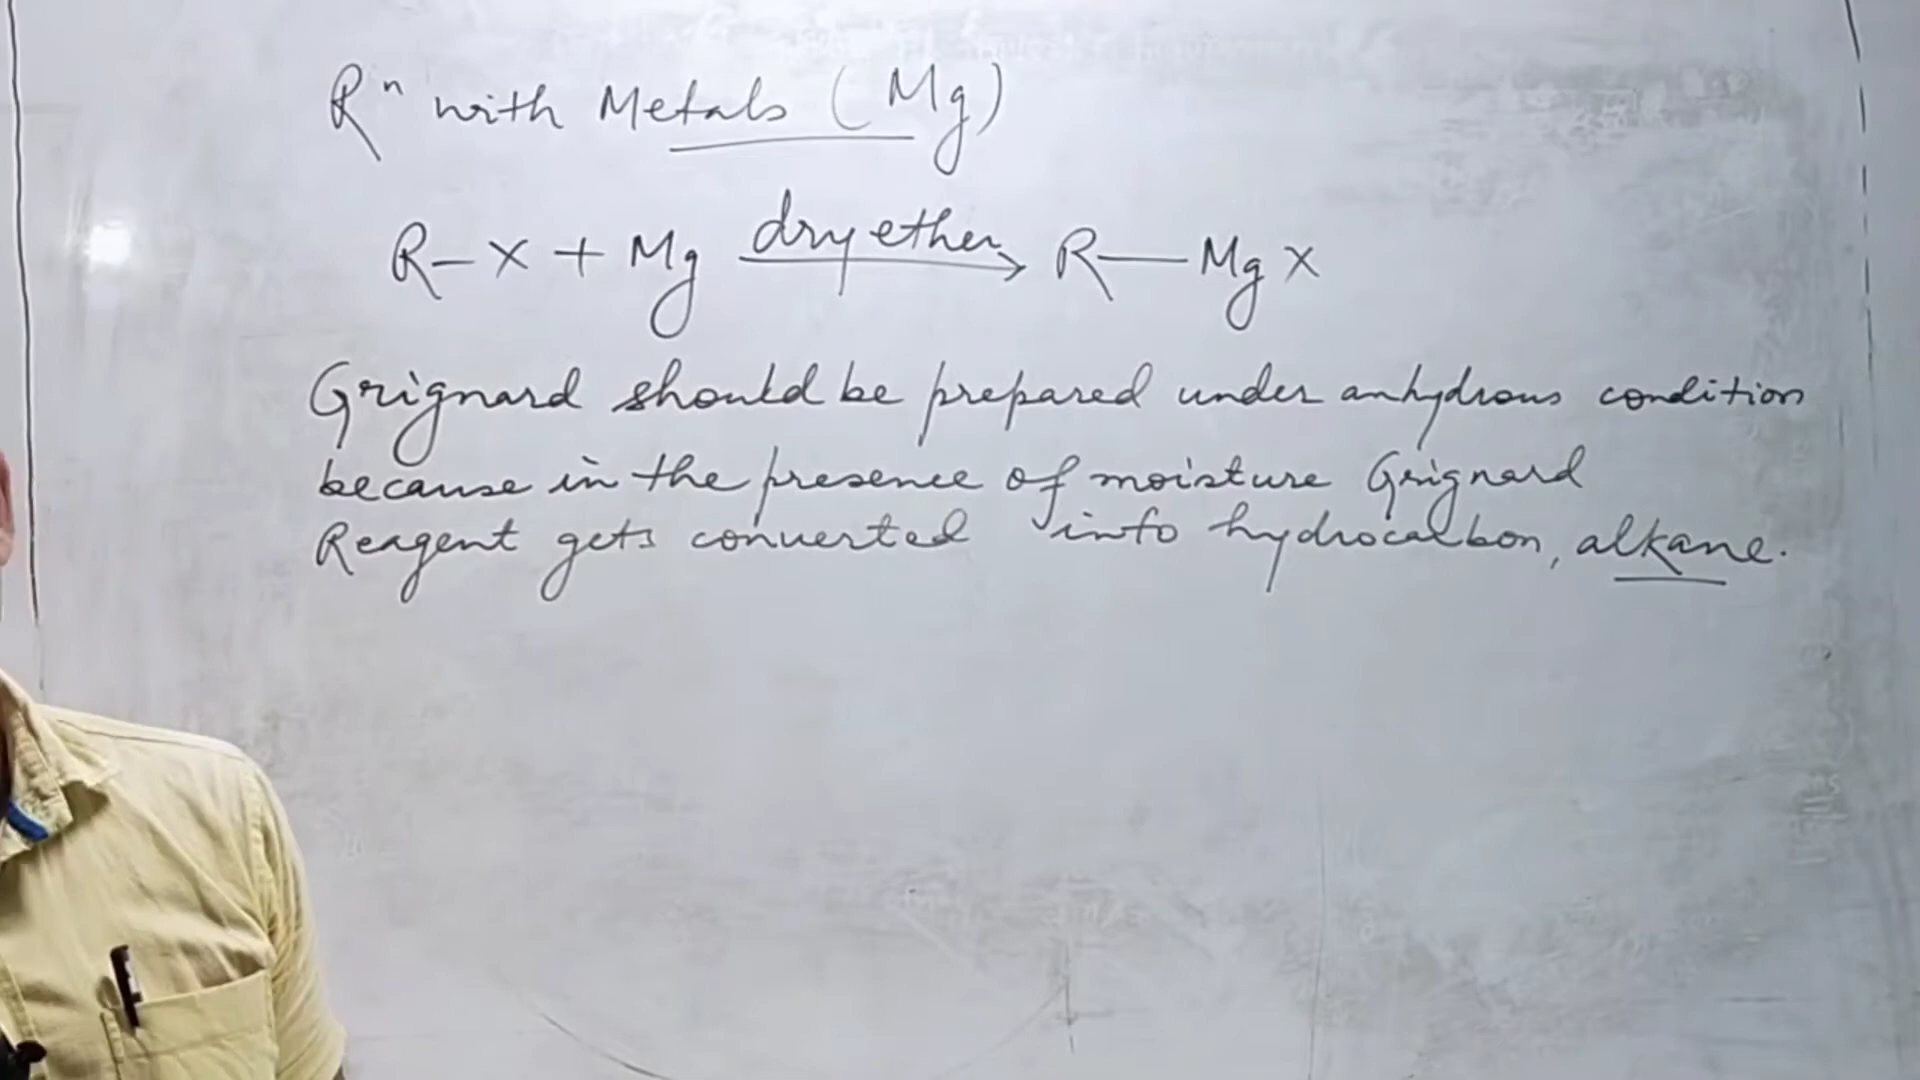 Rⁿ with Metals (Mg)
R-X + Mg dry ether → R—MgX
Grignard should be prepared under anhydrous condition
because in the presence of moisture Grignard
Reagent gets converted into hydrocarbon, alkane.